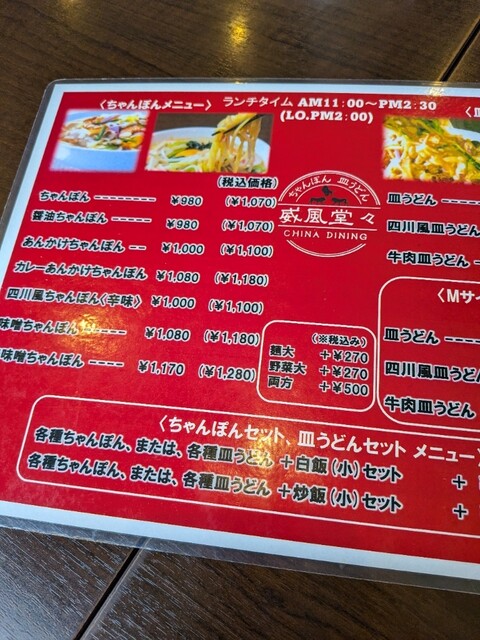 〈ちゃんぽんメニュー〉 ランチタイム AM11:00〜PM2:30
(LO.PM2:00)
(税込価格)
ちゃんぽん --------- ¥980 (¥1,070)
醤油ちゃんぽん ------ ¥980 (¥1,070)
あんかけちゃんぽん -- ¥1,000 (¥1,100)
カレーあんかけちゃんぽん ¥1,080 (¥1,180)
四川風ちゃんぽん〈辛味〉 ¥1,000 (¥1,100)
味噌ちゃんぽん ----- ¥1,080 (¥1,180)
味噌ちゃんぽん ----- ¥1,170 (¥1,280)
ちゃんぽん 皿うどん
威風堂々
CHINA DINING
(※税込み)
麺大 +¥270
野菜大 +¥270
両方 +¥500
皿うどん
四川風皿うどん
牛肉皿うどん
〈Mサイ
皿うどん
四川風皿うどん
牛肉皿うどん
〈ちゃんぽんセット、皿うどんセット メニュー〉
各種ちゃんぽん、または、各種皿うどん +白飯(小)セット +
各種ちゃんぽん、または、各種皿うどん +炒飯(小)セット +